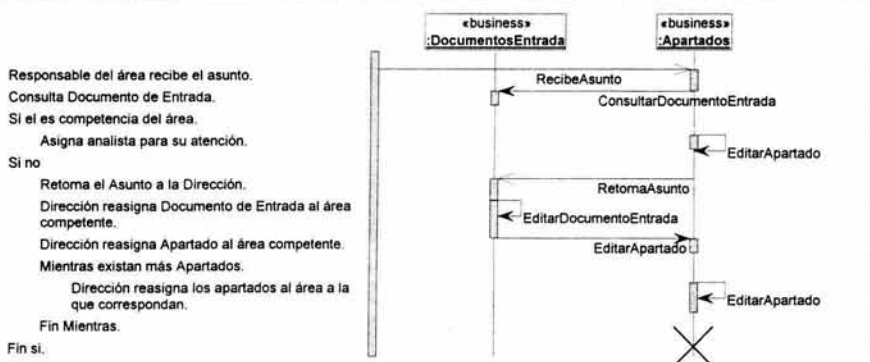 «business»
:DocumentosEntrada
«business»
:Apartados
Responsable del área recibe el asunto.
RecibeAsunto
Consulta Documento de Entrada.
ConsultarDocumentoEntrada
Si el es competencia del área.
Asigna analista para su atención.
EditarApartado
Si no
Retorna el Asunto a la Dirección.
RetornaAsunto
Dirección reasigna Documento de Entrada al área
competente.
EditarDocumentoEntrada
Dirección reasigna Apartado al área competente.
EditarApartado
Mientras existan más Apartados.
Dirección reasigna los apartados al área a la
que correspondan.
EditarApartado
Fin Mientras.
Fin si.